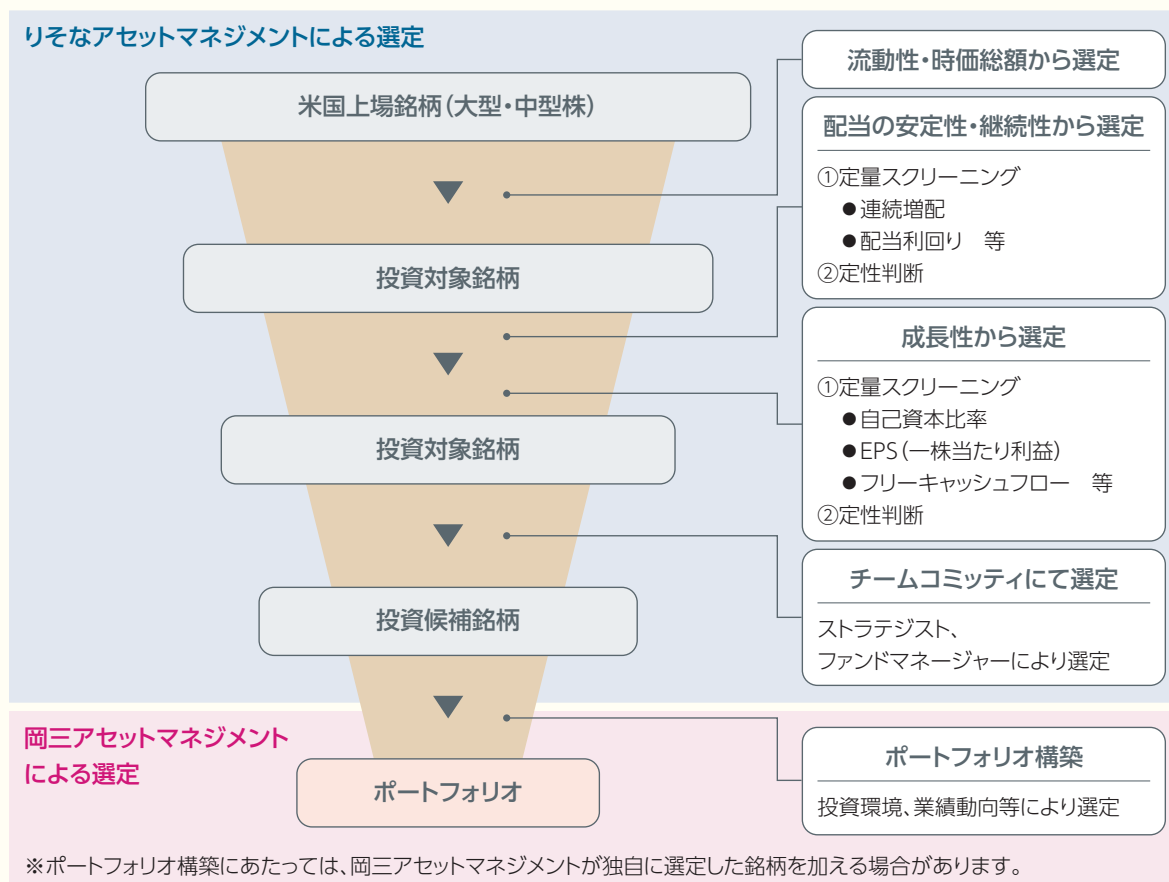 りそなアセットマネジメントによる選定
米国上場銘柄(大型・中型株)
流動性・時価総額から選定
投資対象銘柄
配当の安定性・継続性から選定
①定量スクリーニング
●連続増配
●配当利回り　等
②定性判断
投資対象銘柄
成長性から選定
①定量スクリーニング
●自己資本比率
●EPS(一株当たり利益)
●フリーキャッシュフロー　等
②定性判断
投資候補銘柄
チームコミッティにて選定
ストラテジスト、
ファンドマネージャーにより選定
岡三アセットマネジメント
による選定
ポートフォリオ
ポートフォリオ構築
投資環境、業績動向等により選定
※ポートフォリオ構築にあたっては、岡三アセットマネジメントが独自に選定した銘柄を加える場合があります。